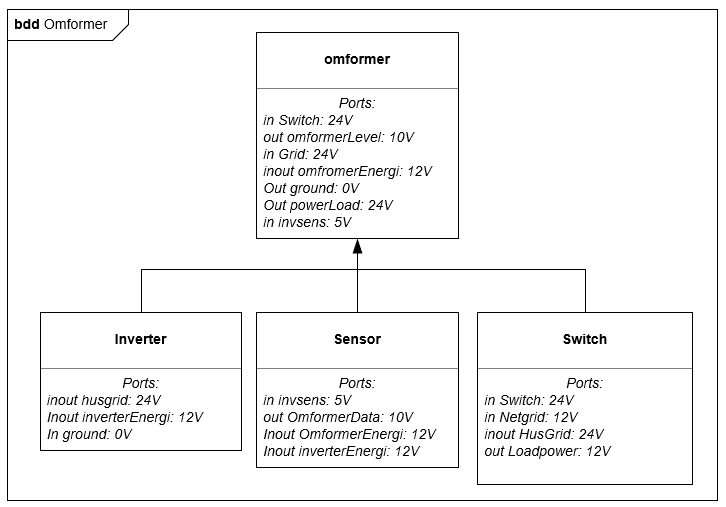 bdd Omformer
omformer
Ports:
in Switch: 24V
out omformerLevel: 10V
in Grid: 24V
inout omfromerEnergi: 12V
Out ground: 0V
Out powerLoad: 24V
in invsens: 5V
Inverter
Ports:
inout husgrid: 24V
Inout inverterEnergi: 12V
In ground: 0V
Sensor
Ports:
in invsens: 5V
out OmformerData: 10V
Inout OmformerEnergi: 12V
Inout inverterEnergi: 12V
Switch
Ports:
in Switch: 24V
in Netgrid: 12V
inout HusGrid: 24V
out Loadpower: 12V